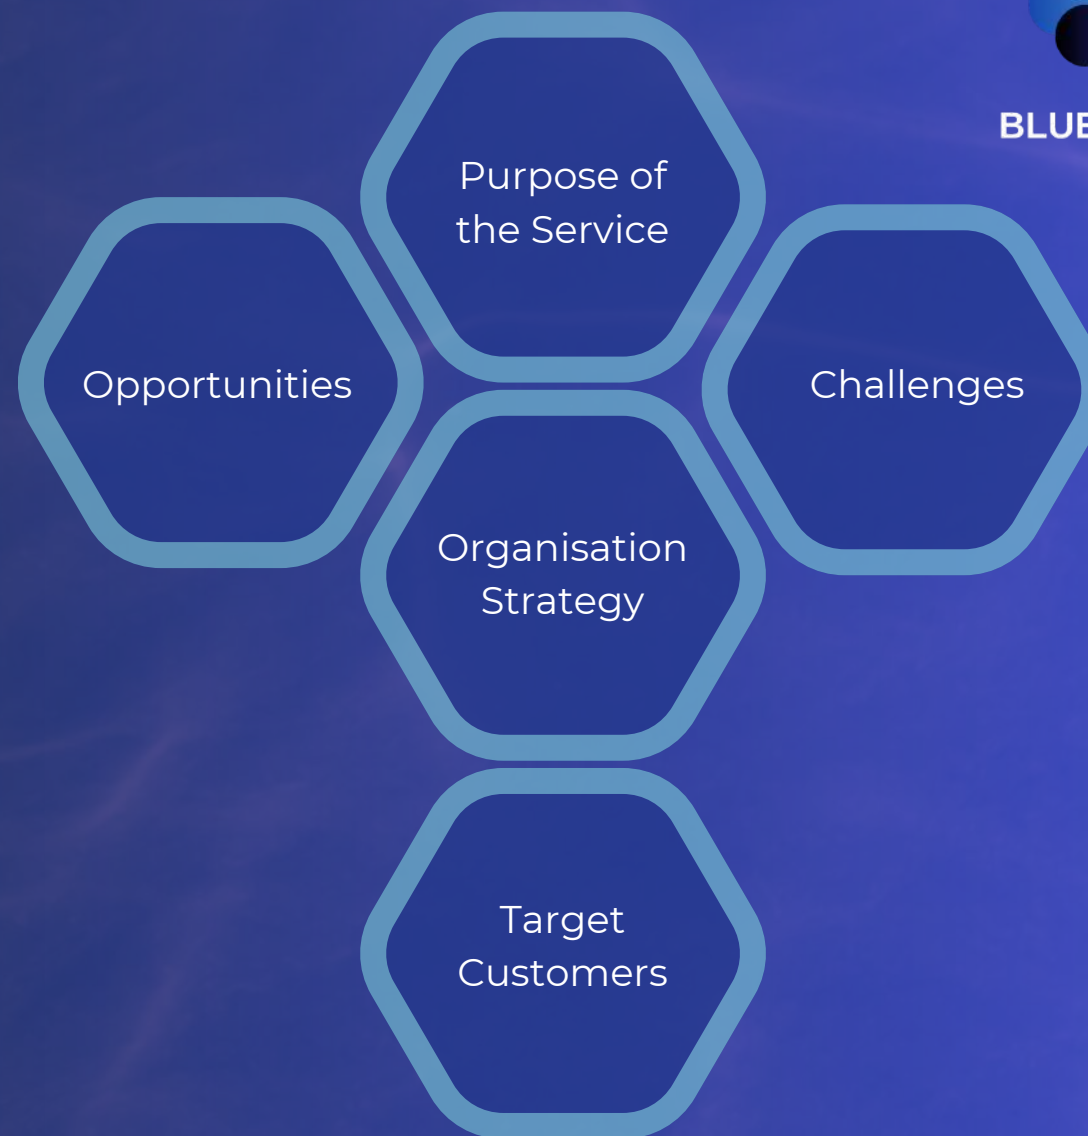 BLUE
Purpose of
the Service
Opportunities
Challenges
Organisation
Strategy
Target
Customers